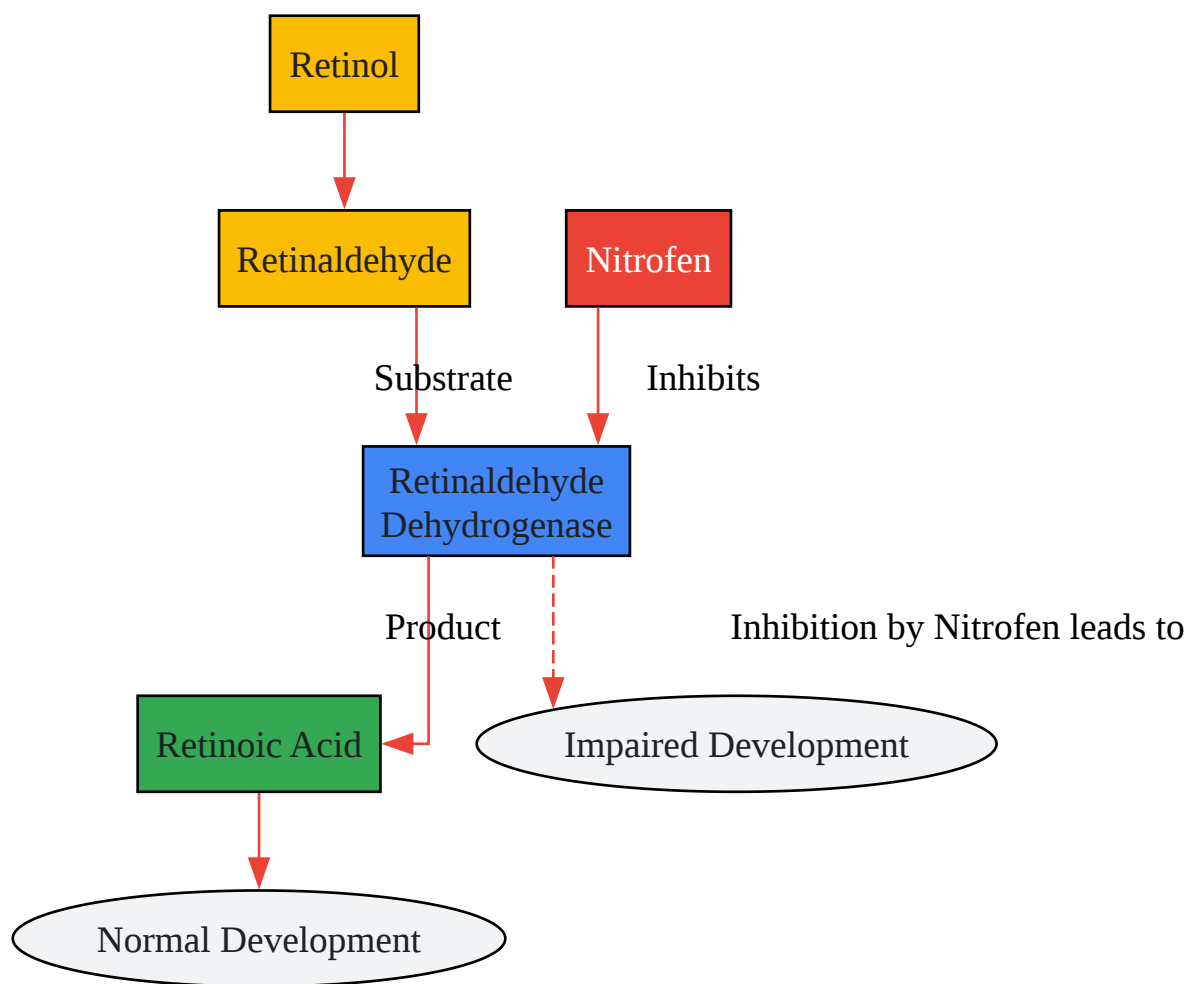 Retinol
Retinaldehyde
Nitrofen
Substrate
Inhibits
Retinaldehyde
Dehydrogenase
Product
Inhibition by Nitrofen leads to
Retinoic Acid
Impaired Development
Normal Development